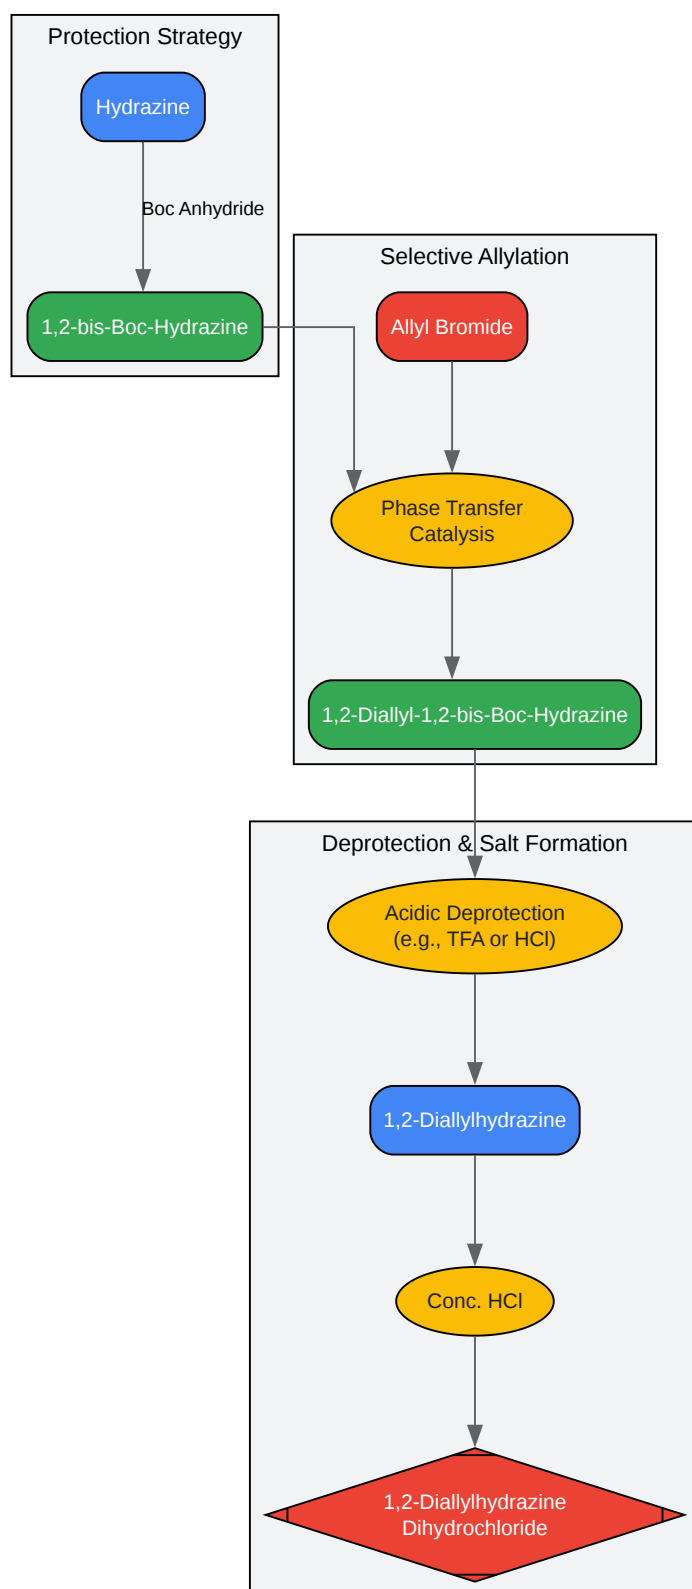 Protection Strategy
Hydrazine
Boc Anhydride
1,2-bis-Boc-Hydrazine
Selective Allylation
Allyl Bromide
Phase Transfer
Catalysis
1,2-Diallyl-1,2-bis-Boc-Hydrazine
Deprotection & Salt Formation
Acidic Deprotection
(e.g., TFA or HCl)
1,2-Diallylhydrazine
Conc. HCl
1,2-Diallylhydrazine
Dihydrochloride